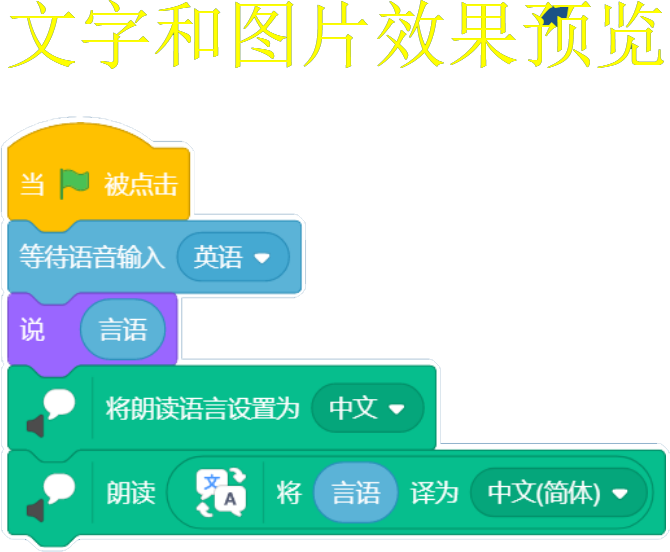 文字和图片效果预览
当 被点击
等待语音输入 英语
说 言语
将朗读语言设置为 中文
朗读 文 A 将 言语 译为 中文(简体)